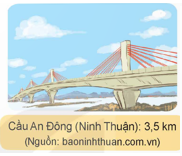 Cầu An Đông (Ninh Thuận): 3,5 km
(Nguồn: baoninhthuan.com.vn)